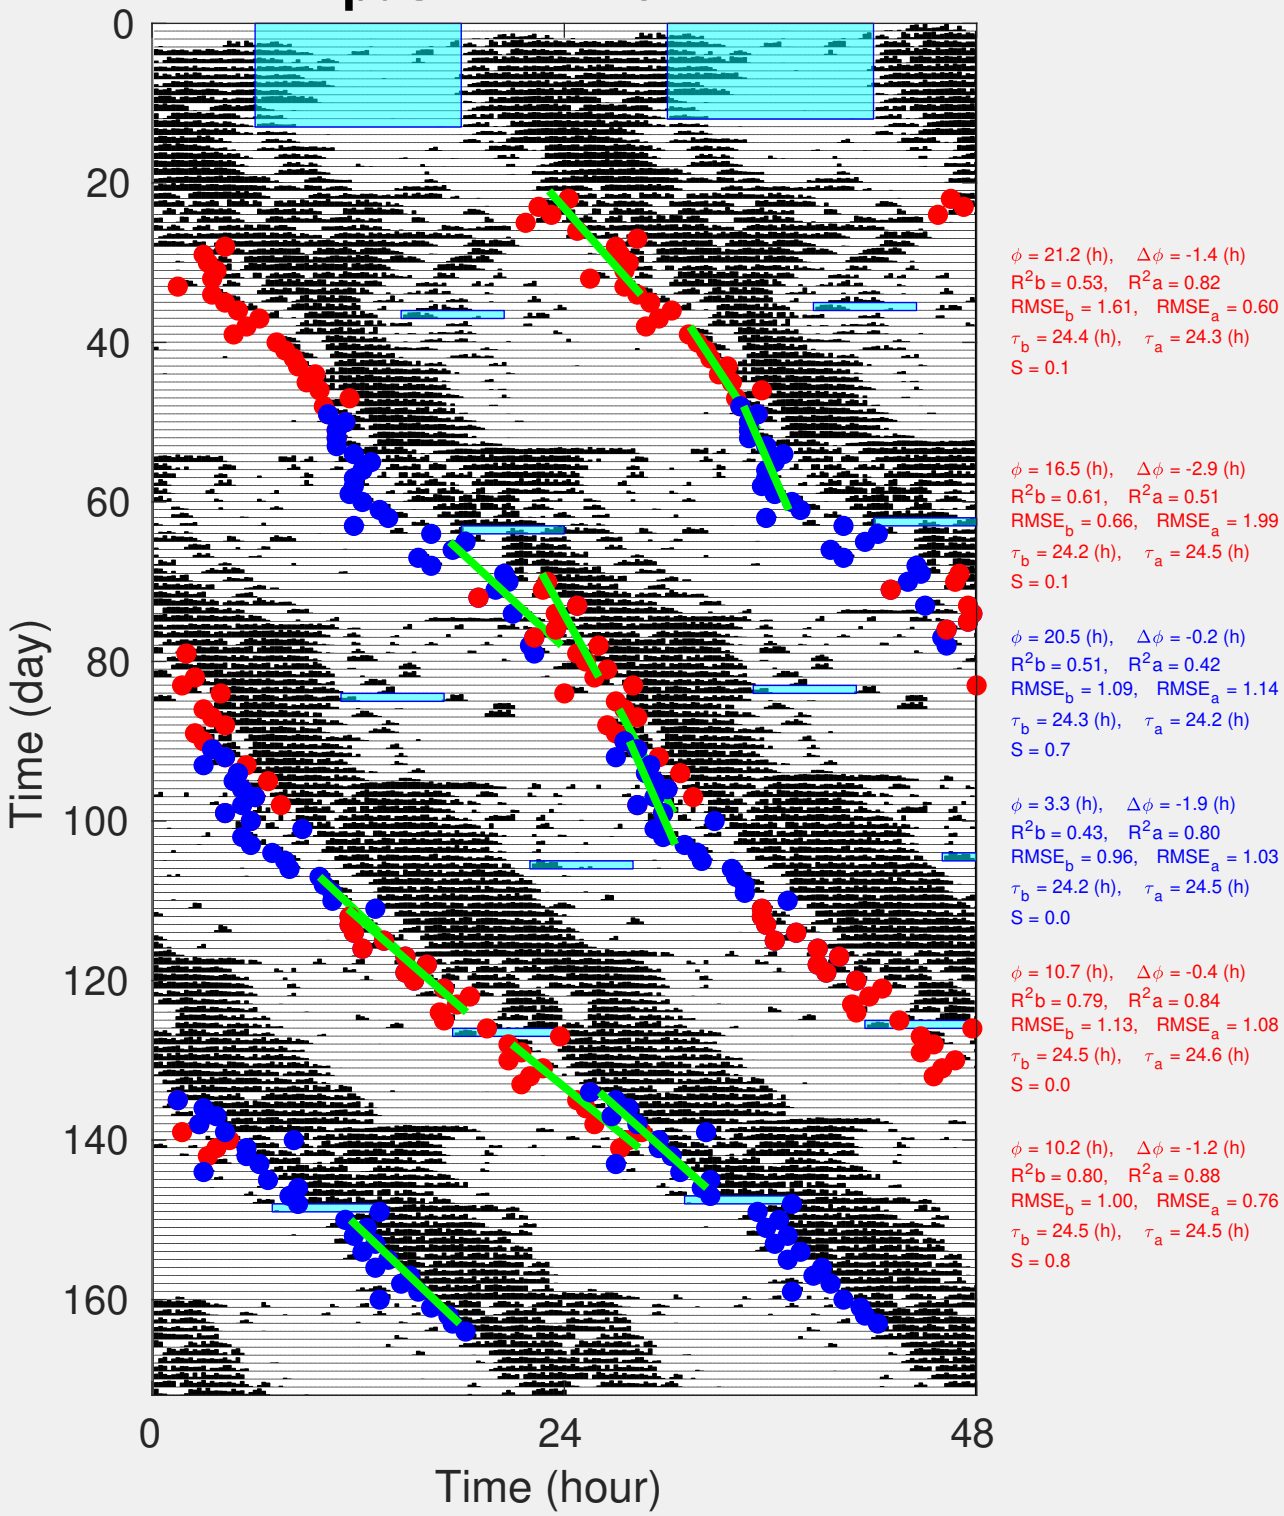 0
20
40
60
80
100
120
140
160
Time (day)
0 24 48
Time (hour)
ϕ = 21.2 (h), Δϕ = -1.4 (h)
R²b = 0.53, R²a = 0.82
RMSE_b = 1.61, RMSE_a = 0.60
τ_b = 24.4 (h), τ_a = 24.3 (h)
S = 0.1
ϕ = 16.5 (h), Δϕ = -2.9 (h)
R²b = 0.61, R²a = 0.51
RMSE_b = 0.66, RMSE_a = 1.99
τ_b = 24.2 (h), τ_a = 24.5 (h)
S = 0.1
ϕ = 20.5 (h), Δϕ = -0.2 (h)
R²b = 0.51, R²a = 0.42
RMSE_b = 1.09, RMSE_a = 1.14
τ_b = 24.3 (h), τ_a = 24.2 (h)
S = 0.7
ϕ = 3.3 (h), Δϕ = -1.9 (h)
R²b = 0.43, R²a = 0.80
RMSE_b = 0.96, RMSE_a = 1.03
τ_b = 24.2 (h), τ_a = 24.5 (h)
S = 0.0
ϕ = 10.7 (h), Δϕ = -0.4 (h)
R²b = 0.79, R²a = 0.84
RMSE_b = 1.13, RMSE_a = 1.08
τ_b = 24.5 (h), τ_a = 24.6 (h)
S = 0.0
ϕ = 10.2 (h), Δϕ = -1.2 (h)
R²b = 0.80, R²a = 0.88
RMSE_b = 1.00, RMSE_a = 0.76
τ_b = 24.5 (h), τ_a = 24.5 (h)
S = 0.8